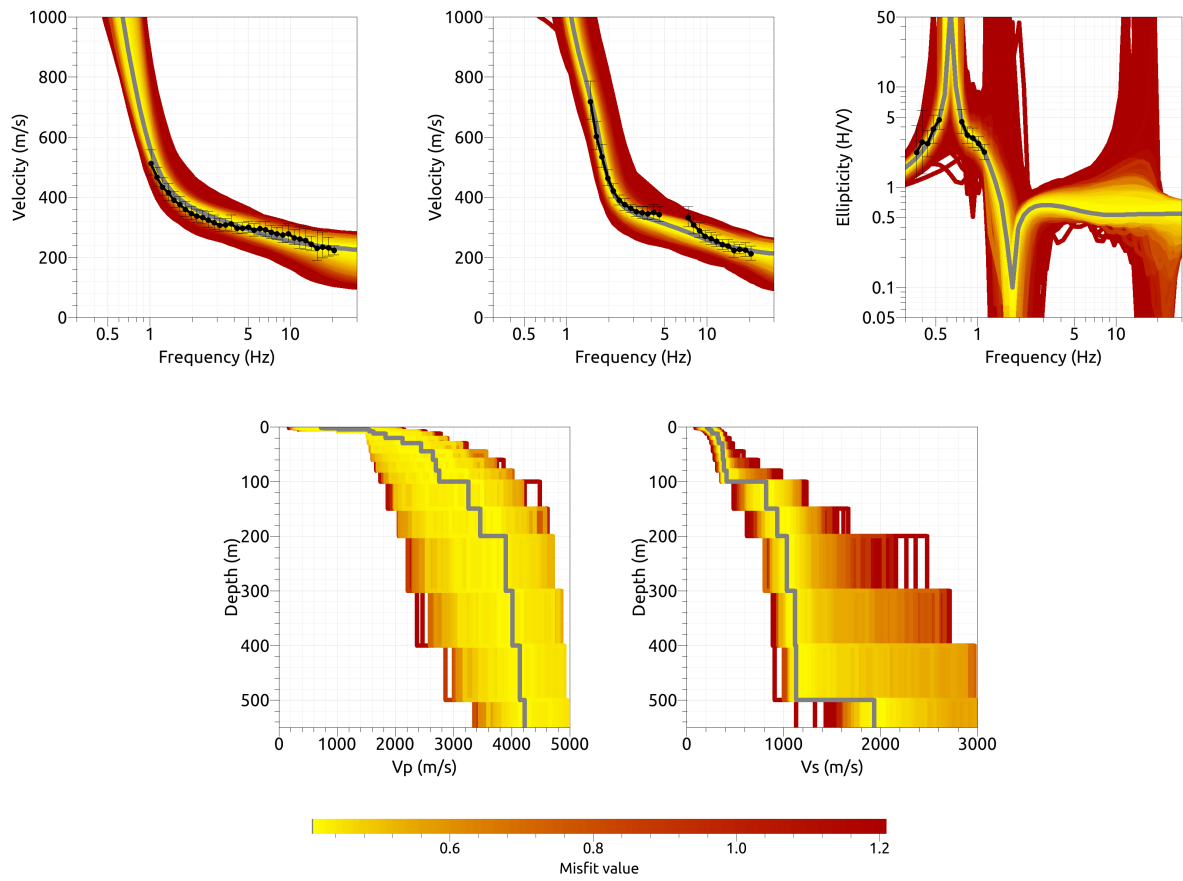 1000
800
600
400
200
0
Velocity (m/s)
0.5 1 5 10
Frequency (Hz)
1000
800
600
400
200
0
Velocity (m/s)
0.5 1 5 10
Frequency (Hz)
50
10
5
1
0.5
0.1
0.05
Ellipticity (H/V)
0.5 1 5 10
Frequency (Hz)
0
100
200
300
400
500
Depth (m)
0 1000 2000 3000 4000 5000
Vp (m/s)
0
100
200
300
400
500
Depth (m)
0 1000 2000 3000
Vs (m/s)
0.6 0.8 1.0 1.2
Misfit value